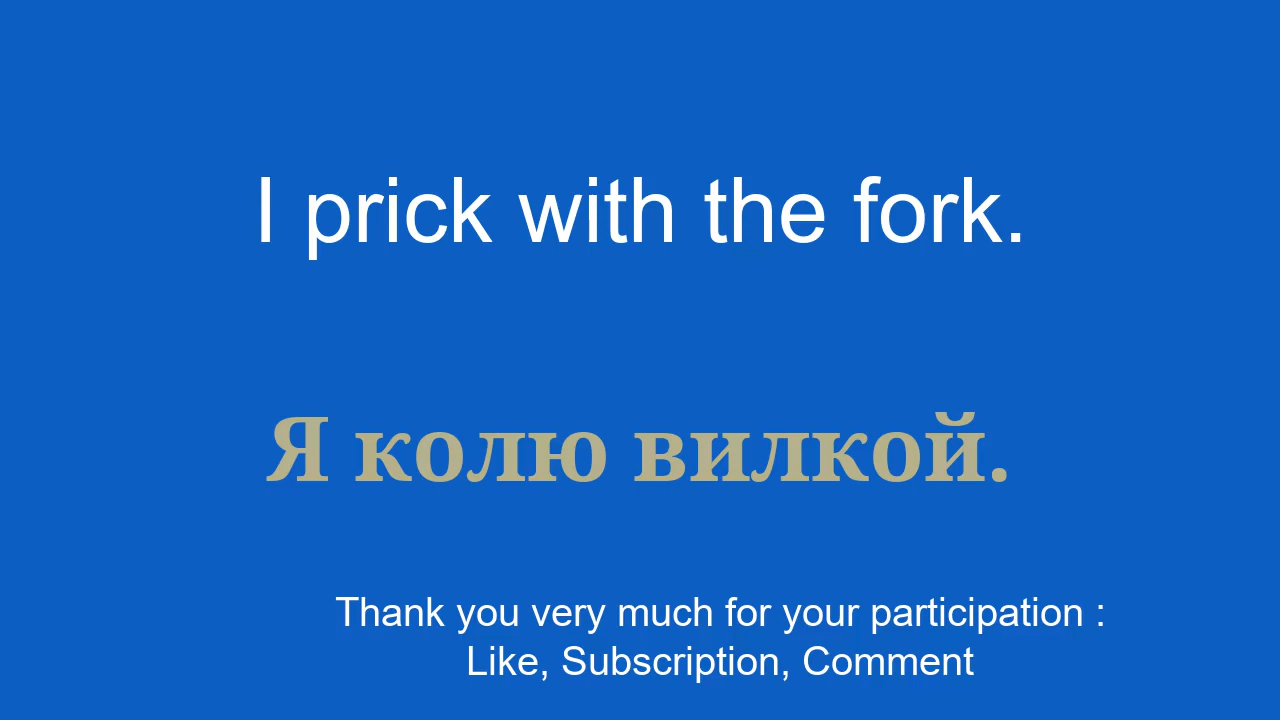 I prick with the fork.
Я колю вилкой.
Thank you very much for your participation :
Like, Subscription, Comment